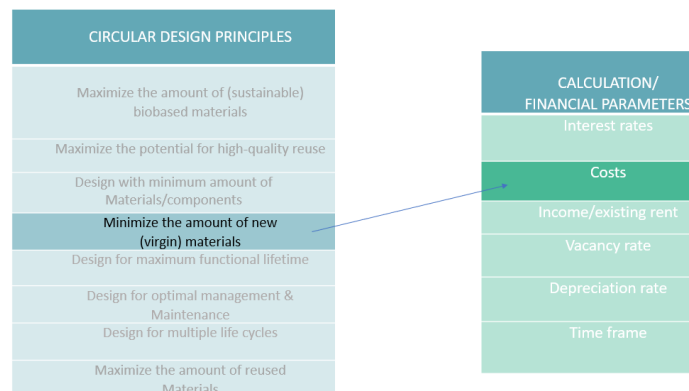 CIRCULAR DESIGN PRINCIPLES
Maximize the amount of (sustainable)
biobased materials
Maximize the potential for high-quality reuse
Design with minimum amount of
Materials/components
Minimize the amount of new
(virgin) materials
Design for maximum functional lifetime
Design for optimal management &
Maintenance
Design for multiple life cycles
Maximize the amount of reused
Materials
CALCULATION/
FINANCIAL PARAMETERS
Interest rates
Costs
Income/existing rent
Vacancy rate
Depreciation rate
Time frame